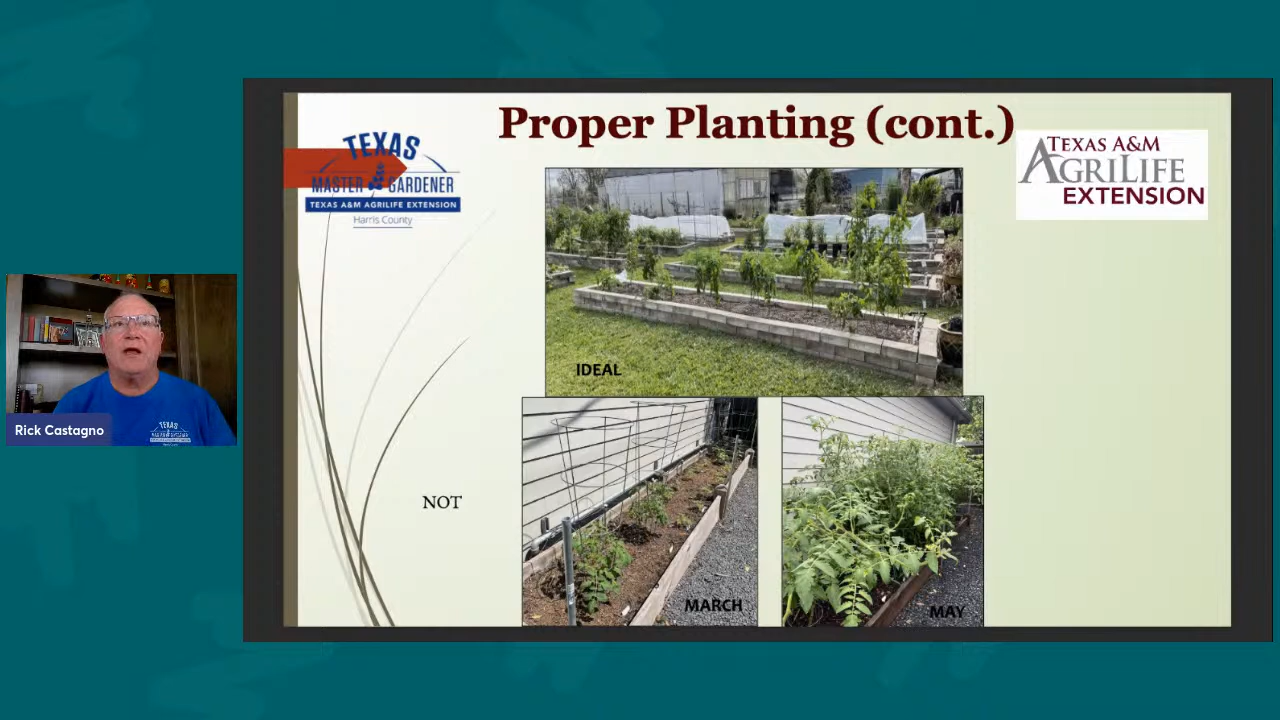 Proper Planting (cont.)
TEXAS
MASTER GARDENER
TEXAS A&M AGRILIFE EXTENSION
Harris County
TEXAS A&M
AGRILIFE
EXTENSION
IDEAL
NOT
MARCH
MAY
Rick Castagno
TEXAS